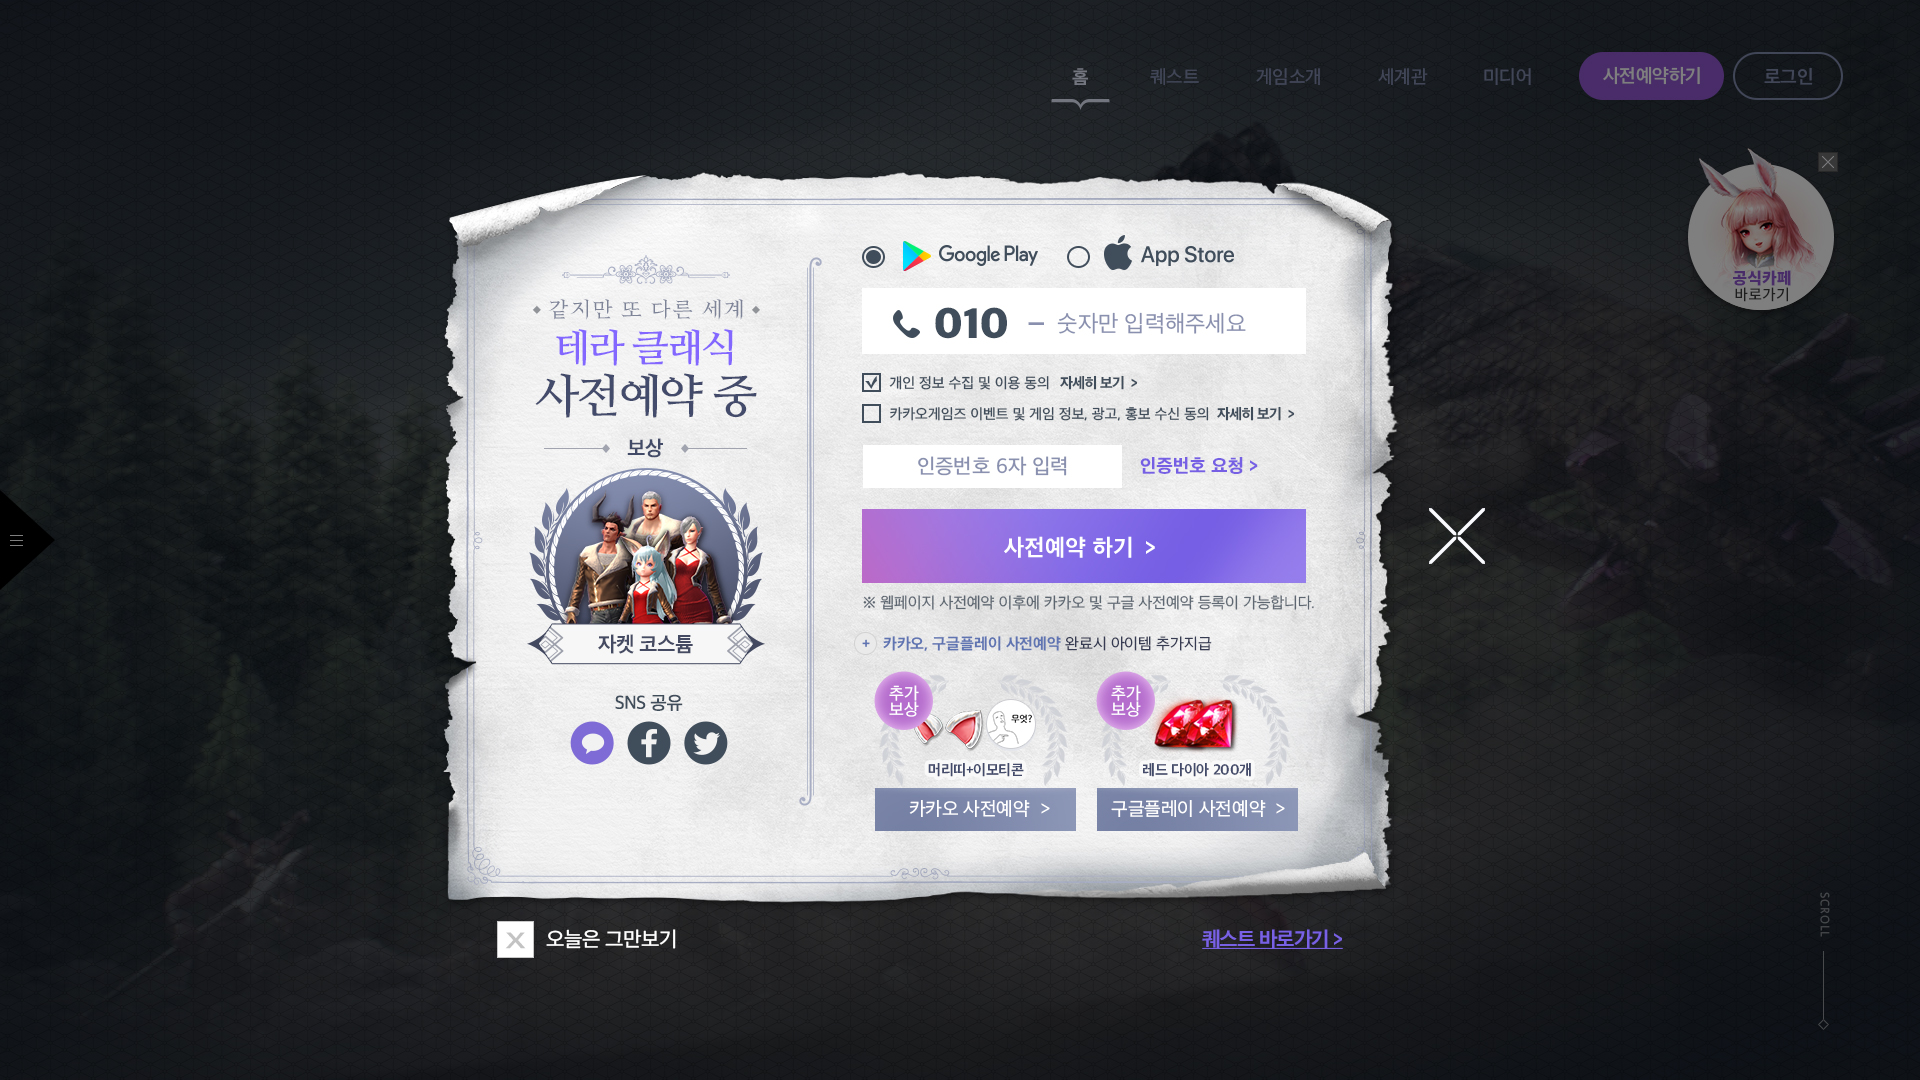 홈 퀘스트 게임소개 세계관 미디어 사전예약하기 로그인
공식카페
바로가기
같지만 또 다른 세계
테라 클래식
사전예약 중
보상
자켓 코스튬
SNS 공유
Google Play App Store
010 – 숫자만 입력해주세요
개인 정보 수집 및 이용 동의 자세히 보기 >
카카오게임즈 이벤트 및 게임 정보, 광고, 홍보 수신 동의 자세히 보기 >
인증번호 6자 입력 인증번호 요청 >
사전예약 하기 >
※ 웹페이지 사전예약 이후에 카카오 및 구글 사전예약 등록이 가능합니다.
+ 카카오, 구글플레이 사전예약 완료시 아이템 추가지급
추가
보상
무엇?
머리띠+이모티콘
카카오 사전예약 >
추가
보상
레드 다이아 200개
구글플레이 사전예약 >
오늘은 그만보기
퀘스트 바로가기 >
SCROLL